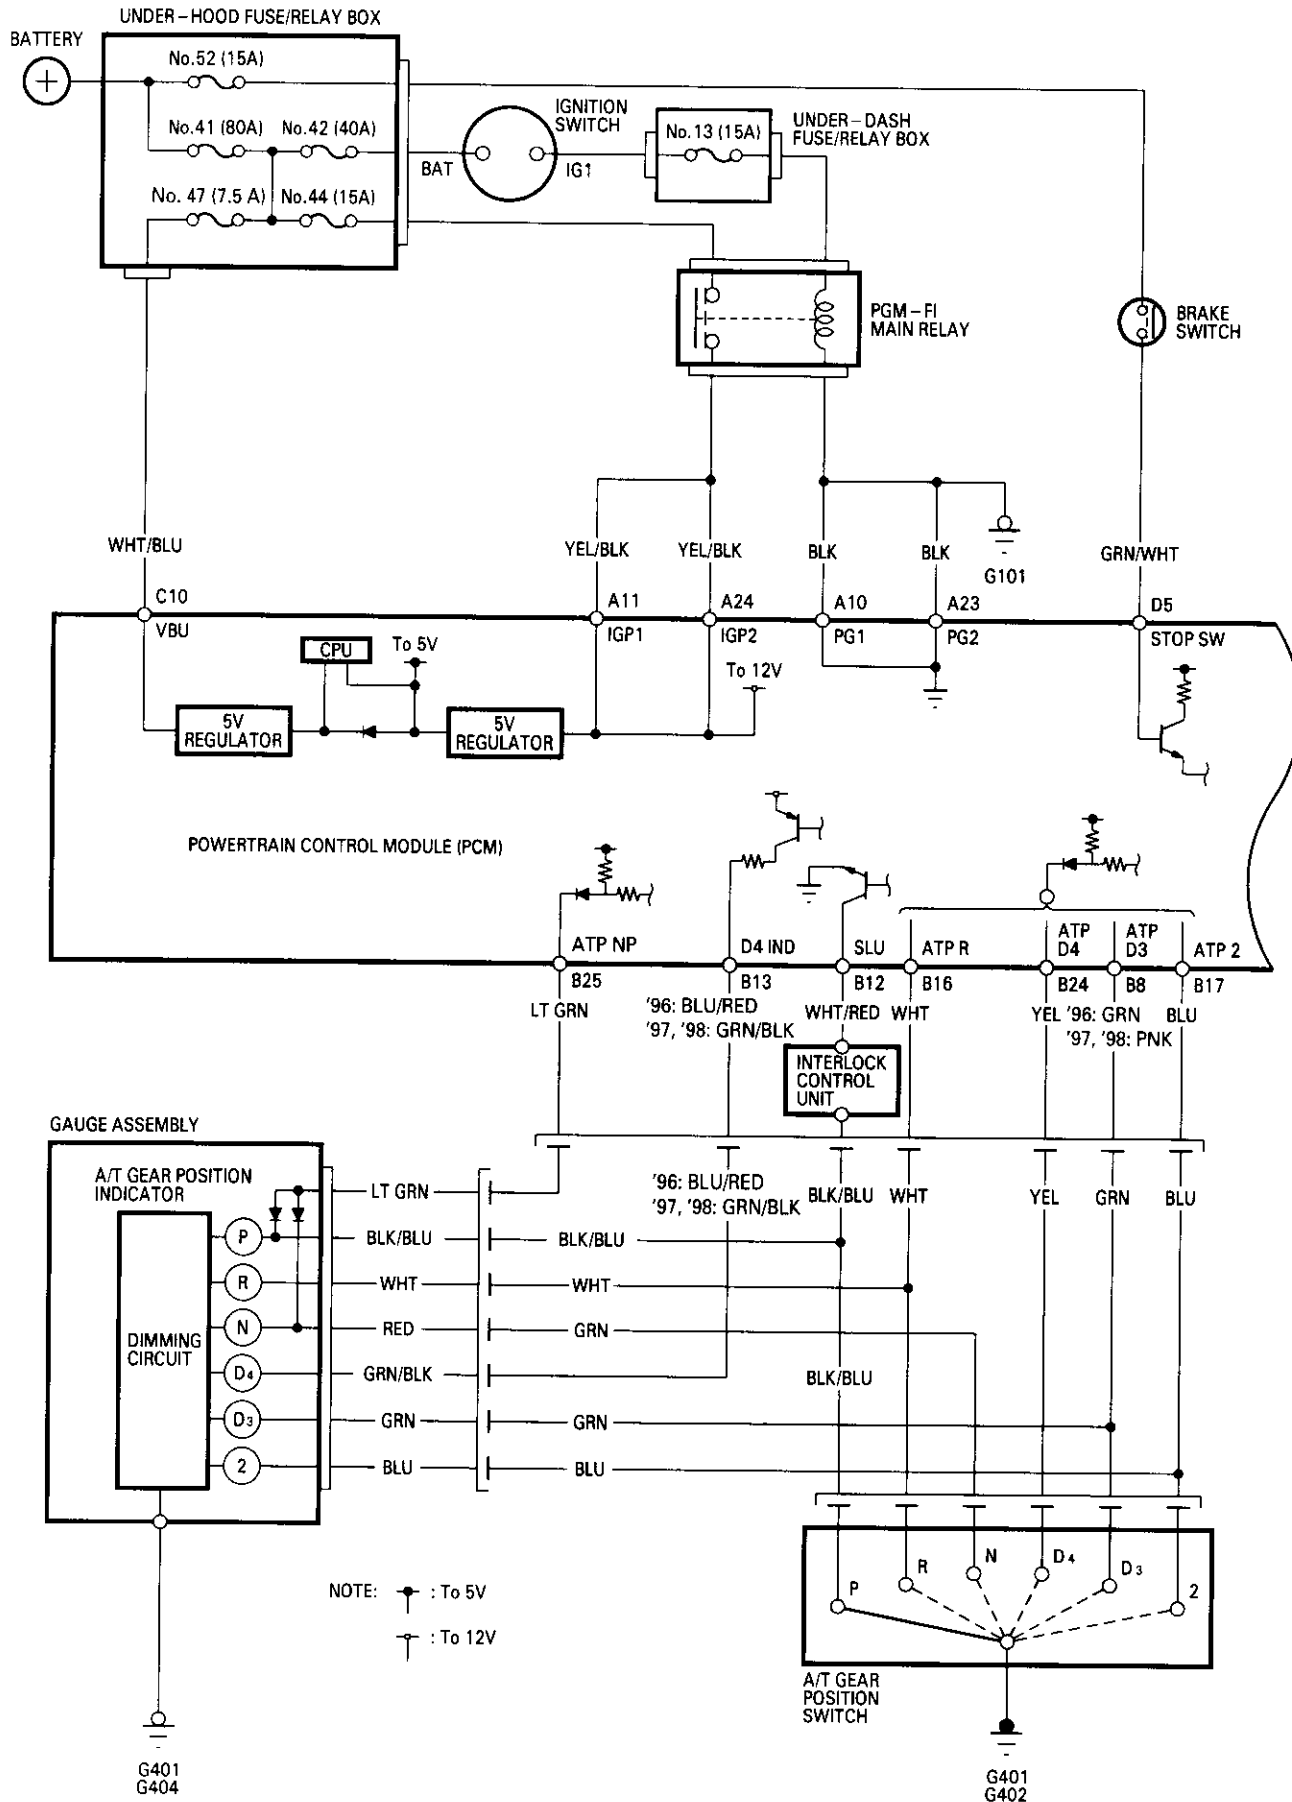 UNDER-HOOD FUSE/RELAY BOX
BATTERY
No.52 (15A)
No.41 (80A)
No.42 (40A)
No. 47 (7.5 A)
No.44 (15A)
BAT
IGNITION
SWITCH
IG1
No.13 (15A)
UNDER-DASH
FUSE/RELAY BOX
PGM-FI
MAIN RELAY
BRAKE
SWITCH
WHT/BLU
YEL/BLK
YEL/BLK
BLK
BLK
G101
GRN/WHT
C10
VBU
A11
IGP1
A24
IGP2
A10
PG1
A23
PG2
D5
STOP SW
CPU
To 5V
To 12V
5V
REGULATOR
5V
REGULATOR
POWERTRAIN CONTROL MODULE (PCM)
ATP NP
D4 IND
SLU
ATP R
ATP
D4
ATP
D3
ATP 2
B25
B13
B12
B16
B24
B8
B17
LT GRN
'96: BLU/RED
'97, '98: GRN/BLK
WHT/RED
WHT
YEL
'96: GRN
'97, '98: PNK
BLU
INTERLOCK
CONTROL
UNIT
GAUGE ASSEMBLY
A/T GEAR POSITION
INDICATOR
'96: BLU/RED
'97, '98: GRN/BLK
BLK/BLU
WHT
YEL
GRN
BLU
LT GRN
P
BLK/BLU
BLK/BLU
R
WHT
WHT
N
RED
GRN
DIMMING
CIRCUIT
D4
GRN/BLK
BLK/BLU
D3
GRN
GRN
2
BLU
BLU
P
R
N
D4
D3
2
NOTE:
: To 5V
: To 12V
A/T GEAR
POSITION
SWITCH
G401
G404
G401
G402